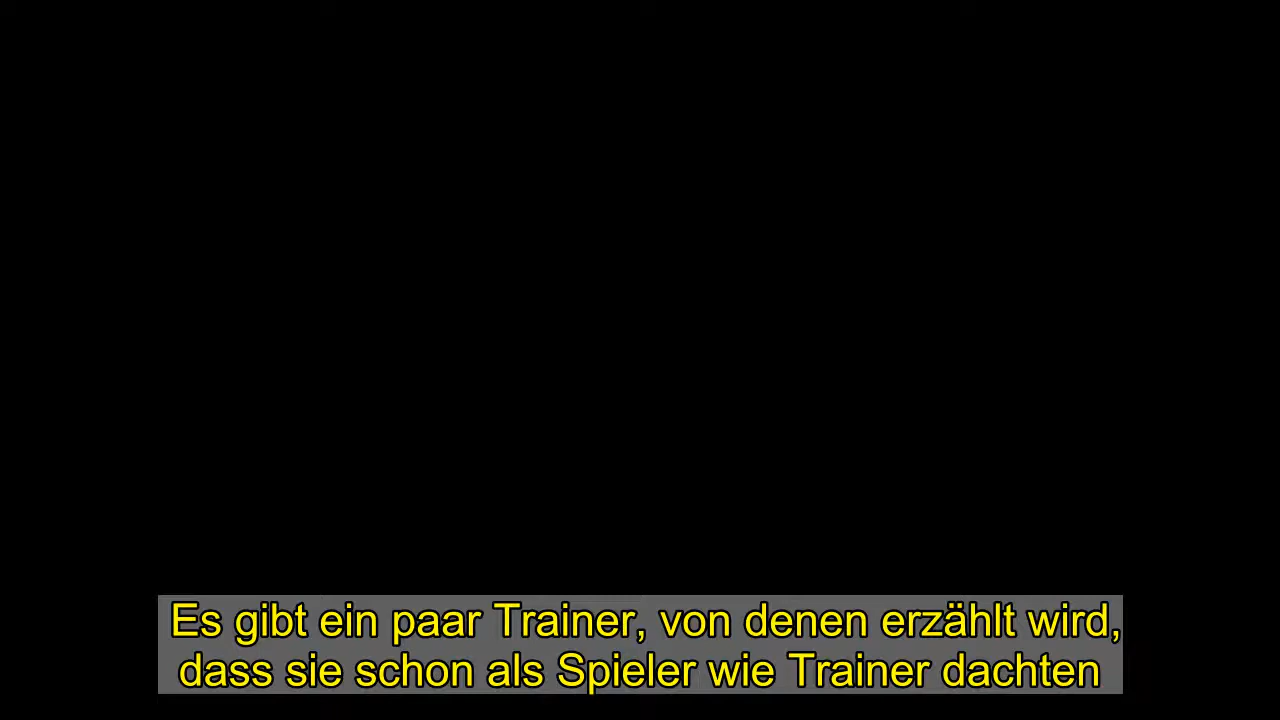 Es gibt ein paar Trainer, von denen erzählt wird,
dass sie schon als Spieler wie Trainer dachten